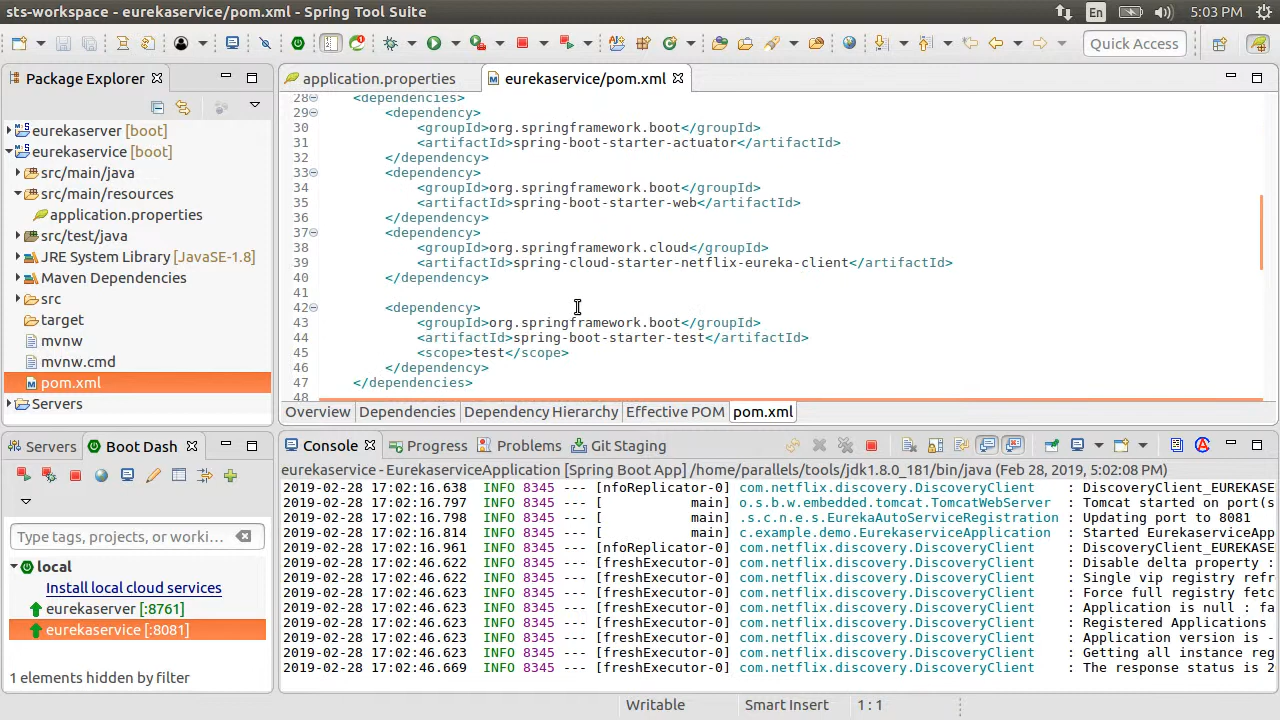 sts-workspace - eurekaservice/pom.xml - Spring Tool Suite
En
5:03 PM
Quick Access
Package Explorer
application.properties
eurekaservice/pom.xml
eurekaserver [boot]
eurekaservice [boot]
src/main/java
src/main/resources
application.properties
src/test/java
JRE System Library [JavaSE-1.8]
Maven Dependencies
src
target
mvnw
mvnw.cmd
pom.xml
Servers
28 <dependencies>
29 <dependency>
30 <groupId>org.springframework.boot</groupId>
31 <artifactId>spring-boot-starter-actuator</artifactId>
32 </dependency>
33 <dependency>
34 <groupId>org.springframework.boot</groupId>
35 <artifactId>spring-boot-starter-web</artifactId>
36 </dependency>
37 <dependency>
38 <groupId>org.springframework.cloud</groupId>
39 <artifactId>spring-cloud-starter-netflix-eureka-client</artifactId>
40 </dependency>
41
42 <dependency>
43 <groupId>org.springframework.boot</groupId>
44 <artifactId>spring-boot-starter-test</artifactId>
45 <scope>test</scope>
46 </dependency>
47 </dependencies>
48
Overview Dependencies Dependency Hierarchy Effective POM pom.xml
Servers Boot Dash
Type tags, projects, or worki...
local
Install local cloud services
eurekaserver [:8761]
eurekaservice [:8081]
1 elements hidden by filter
Console Progress Problems Git Staging
eurekaservice - EurekaserviceApplication [Spring Boot App] /home/parallels/tools/jdk1.8.0_181/bin/java (Feb 28, 2019, 5:02:08 PM)
2019-02-28 17:02:16.638 INFO 8345 --- [nfoReplicator-0] com.netflix.discovery.DiscoveryClient : DiscoveryClient_EUREKASE
2019-02-28 17:02:16.797 INFO 8345 --- [ main] o.s.b.w.embedded.tomcat.TomcatWebServer : Tomcat started on port(s
2019-02-28 17:02:16.798 INFO 8345 --- [ main] .s.c.n.e.s.EurekaAutoServiceRegistration : Updating port to 8081
2019-02-28 17:02:16.814 INFO 8345 --- [ main] c.example.demo.EurekaserviceApplication : Started EurekaserviceApp
2019-02-28 17:02:16.961 INFO 8345 --- [nfoReplicator-0] com.netflix.discovery.DiscoveryClient : DiscoveryClient_EUREKASE
2019-02-28 17:02:46.622 INFO 8345 --- [freshExecutor-0] com.netflix.discovery.DiscoveryClient : Disable delta property :
2019-02-28 17:02:46.622 INFO 8345 --- [freshExecutor-0] com.netflix.discovery.DiscoveryClient : Single vip registry refr
2019-02-28 17:02:46.623 INFO 8345 --- [freshExecutor-0] com.netflix.discovery.DiscoveryClient : Force full registry fetc
2019-02-28 17:02:46.623 INFO 8345 --- [freshExecutor-0] com.netflix.discovery.DiscoveryClient : Application is null : fa
2019-02-28 17:02:46.623 INFO 8345 --- [freshExecutor-0] com.netflix.discovery.DiscoveryClient : Registered Applications
2019-02-28 17:02:46.623 INFO 8345 --- [freshExecutor-0] com.netflix.discovery.DiscoveryClient : Application version is -
2019-02-28 17:02:46.623 INFO 8345 --- [freshExecutor-0] com.netflix.discovery.DiscoveryClient : Getting all instance reg
2019-02-28 17:02:46.669 INFO 8345 --- [freshExecutor-0] com.netflix.discovery.DiscoveryClient : The response status is 2
Writable Smart Insert 1 : 1